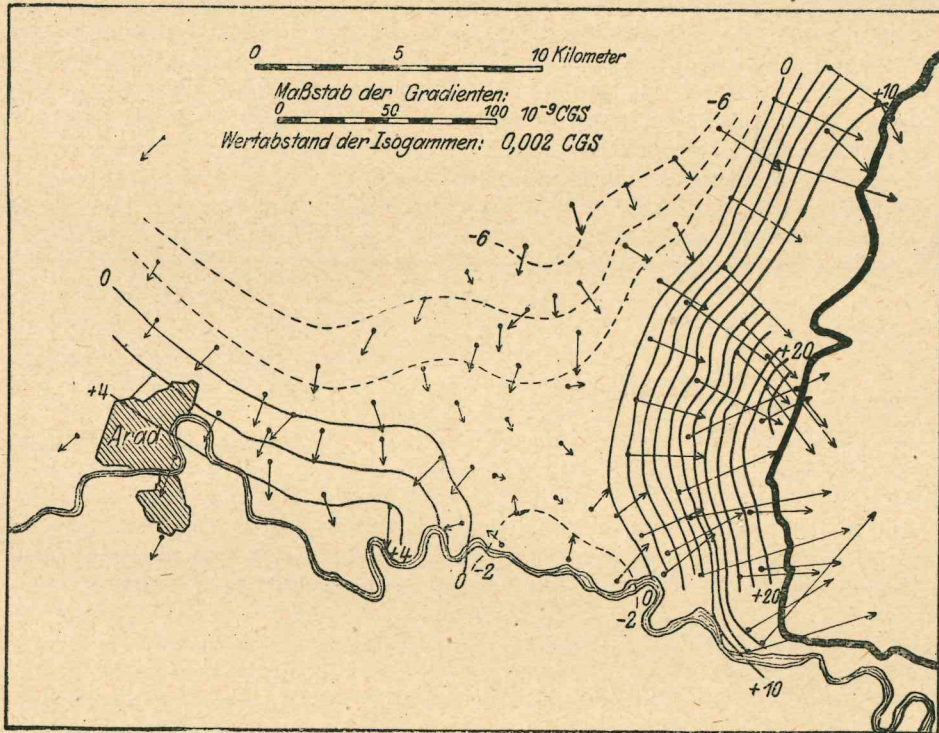 0 5 10 Kilometer
Maßstab der Gradienten:
0 50 100 10⁻⁹CGS
Wertabstand der Isogammen: 0,002 CGS
-6
0
+10
-6
0
+20
+4
Arad
+4
0
-2
0
-2
+20
+10